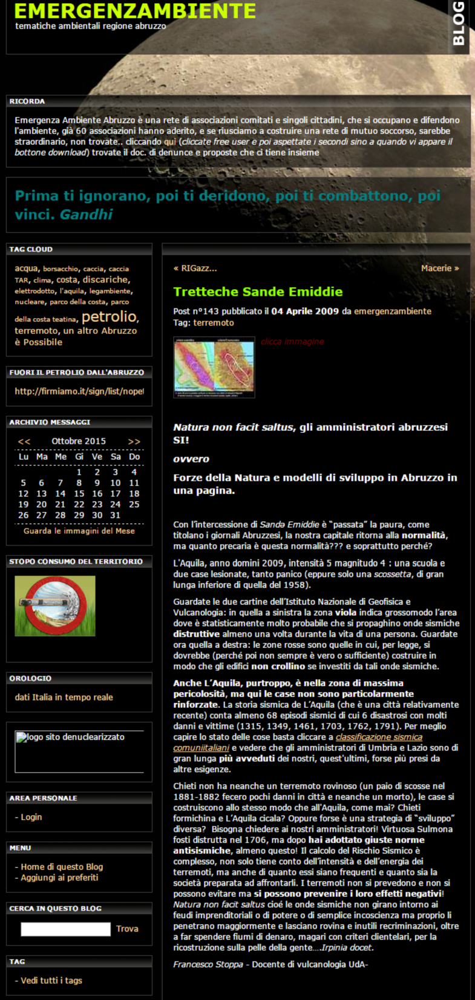 EMERGENZAMBIENTE
tematiche ambientali regione abruzzo
BLOG
RICORDA
Emergenza Ambiente Abruzzo è una rete di associazioni comitati e singoli cittadini, che si occupano e difendono
l'ambiente, già 60 associazioni hanno aderito, e se riusciamo a costruire una rete di mutuo soccorso, sarebbe
straordinario, non trovate.. cliccando qui (cliccate free user e poi aspettate i secondi sino a quando vi appare il
bottone download) trovate il doc. di denunce e proposte che ci tiene insieme
Prima ti ignorano, poi ti deridono, poi ti combattono, poi
vinci. Gandhi
TAG CLOUD
acqua, borsacchio, caccia, caccia
TAR, clima, costa, discariche,
elettrodotto, l'aquila, legambiente,
nucleare, parco della costa, parco
della costa teatina, petrolio,
terremoto, un altro Abruzzo
è Possibile
FUORI IL PETROLIO DALL'ABRUZZO
http://firmiamo.it/sign/list/nopet
ARCHIVIO MESSAGGI
<< Ottobre 2015 >>
Lu Ma Me Gi Ve Sa Do
1 2 3 4
5 6 7 8 9 10 11
12 13 14 15 16 17 18
19 20 21 22 23 24 25
26 27 28 29 30 31
Guarda le immagini del Mese
STOPO CONSUMO DEL TERRITORIO
OROLOGIO
dati Italia in tempo reale
logo sito denuclearizzato
AREA PERSONALE
- Login
MENU
- Home di questo Blog
- Aggiungi ai preferiti
CERCA IN QUESTO BLOG
Trova
TAG
- Vedi tutti i tags
« RIGazz... Macerie »
Tretteche Sande Emiddie
Post n°143 pubblicato il 04 Aprile 2009 da emergenzambiente
Tag: terremoto
clicca immagine
Natura non facit saltus, gli amministratori abruzzesi
SI!
ovvero
Forze della Natura e modelli di sviluppo in Abruzzo in
una pagina.
Con l’intercessione di Sandə Emiddie è “passata” la paura, come
titolano i giornali Abruzzesi, la nostra capitale ritorna alla normalità,
ma quanto precaria è questa normalità??? e soprattutto perché?
L'Aquila, anno domini 2009, intensità 5 magnitudo 4 : una scuola e
due case lesionate, tanto panico (eppure solo una scossetta, di gran
lunga inferiore di quella del 1958).
Guardate le due cartine dell’Istituto Nazionale di Geofisica e
Vulcanologia: in quella a sinistra la zona viola indica grossomodo l’area
dove è statisticamente molto probabile che si propaghino onde sismiche
distruttive almeno una volta durante la vita di una persona. Guardate
ora quella a destra: le zone rosse sono quelle in cui, per legge, si
dovrebbe (perché poi non sempre è vero o sufficiente) costruire in
modo che gli edifici non crollino se investiti da tali onde sismiche.
Anche L’Aquila, purtroppo, è nella zona di massima
pericolosità, ma qui le case non sono particolarmente
rinforzate. La storia sismica de L’Aquila (che è una città relativamente
recente) conta almeno 68 episodi sismici di cui 6 disastrosi con molti
danni e vittime (1315, 1349, 1461, 1703, 1762, 1791). Per meglio
capire lo stato delle cose basta cliccare a classificazione sismica
comuniitaliani e vedere che gli amministratori di Umbria e Lazio sono di
gran lunga più avveduti dei nostri, quest'ultimi, forse più presi da
altre esigenze.
Chieti non ha neanche un terremoto rovinoso (un paio di scosse nel
1881-1882 fecero pochi danni in città e neanche un morto), le case si
costruiscono allo stesso modo che all’Aquila, come mai? Chieti
formichina e L’Aquila cicala? Oppure forse è una strategia di “sviluppo”
diversa? Bisogna chiedere ai nostri amministratori! Virtuosa Sulmona
fosti distrutta nel 1706, ma dopo hai adottato giuste norme
antisismiche, almeno questo! Il calcolo del Rischio Sismico è
complesso, non solo tiene conto dell’intensità e dell’energia dei
terremoti, ma anche di quanto essi siano frequenti e quanto sia la
società preparata ad affrontarli. I terremoti non si prevedono e non si
possono evitare ma si possono prevenire i loro effetti negativi!
Natura non facit saltus cioé le onde sismiche non girano intorno ai
feudi imprenditoriali o di potere o di semplice incoscienza ma proprio li
penetrano maggiormente e lasciano rovina e inutili recriminazioni, oltre
a far spendere fiumi di denaro, magari con criteri clientelari, per la
ricostruzione sulla pelle della gente….Irpinia docet.
Francesco Stoppa - Docente di vulcanologia UdA-